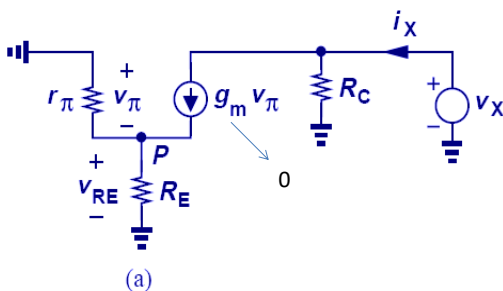 i_X
+
r_π v_π
−
g_m v_π
R_C
+
v_X
−
P
+
v_RE
−
R_E
0
(a)